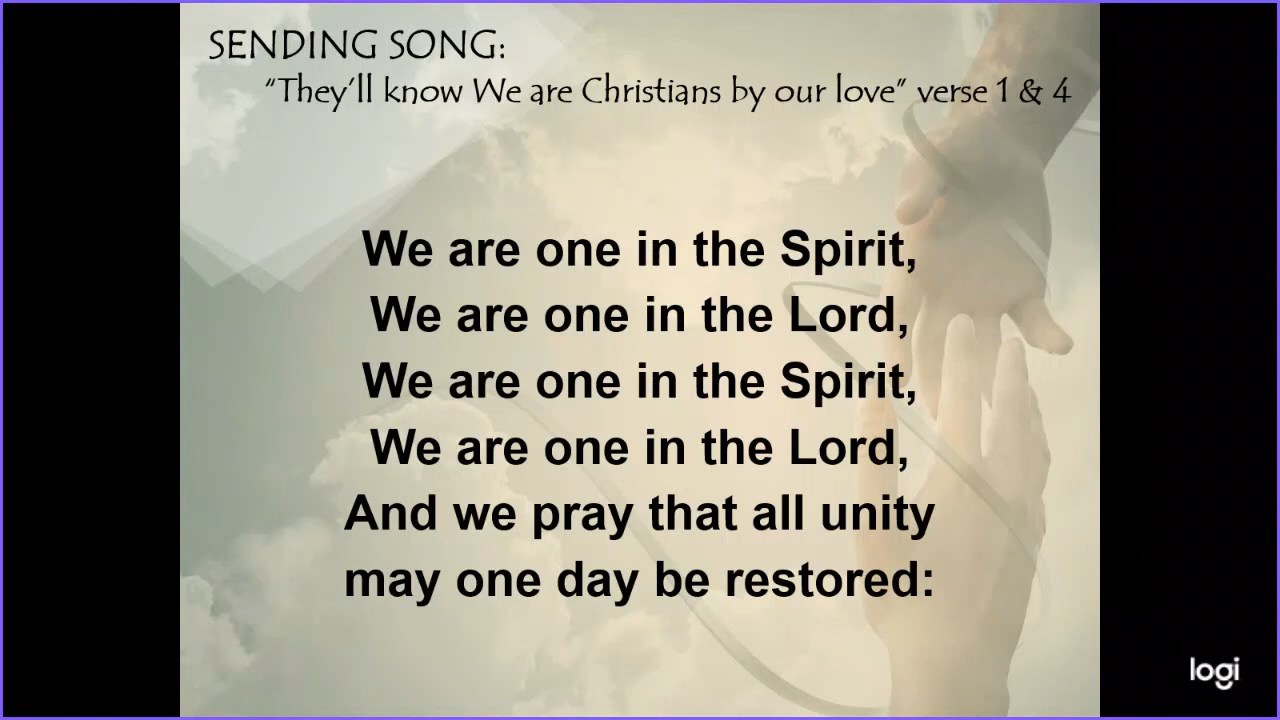 SENDING SONG:
“They’ll know We are Christians by our love” verse 1 & 4
We are one in the Spirit,
We are one in the Lord,
We are one in the Spirit,
We are one in the Lord,
And we pray that all unity
may one day be restored:
logi